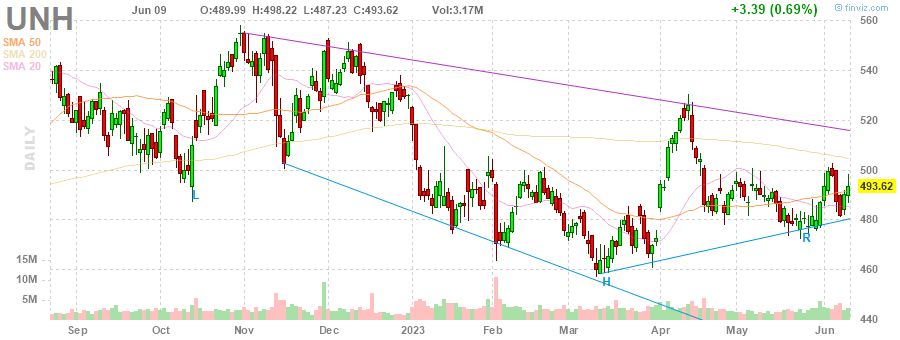 UNH Jun 09 O:489.99 H:498.22 L:487.23 C:493.62 Vol:3.17M +3.39 (0.69%) © finviz.com
SMA 50
SMA 200
SMA 20
DAILY
560
540
520
500
493.62
480
460
440
15M
10M
5M
L
H
R
Sep Oct Nov Dec 2023 Feb Mar Apr May Jun